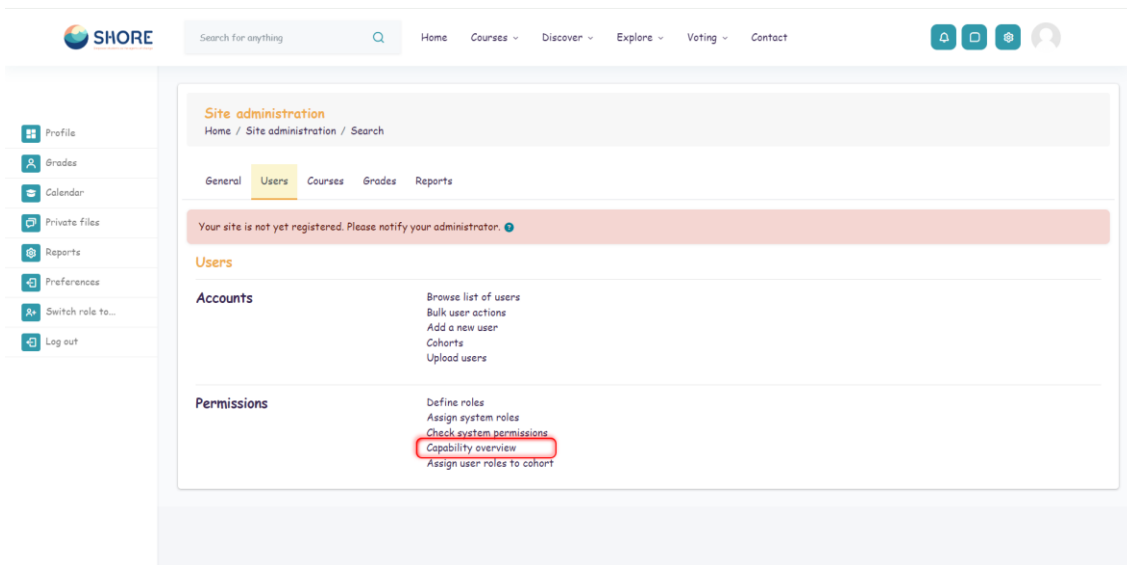 SHORE
Search for anything
Home Courses Discover Explore Voting Contact
Site administration
Home / Site administration / Search
Profile
Grades
Calendar
Private files
Reports
Preferences
Switch role to...
Log out
General Users Courses Grades Reports
Your site is not yet registered. Please notify your administrator. ?
Users
Accounts
Browse list of users
Bulk user actions
Add a new user
Cohorts
Upload users
Permissions
Define roles
Assign system roles
Check system permissions
Capability overview
Assign user roles to cohort